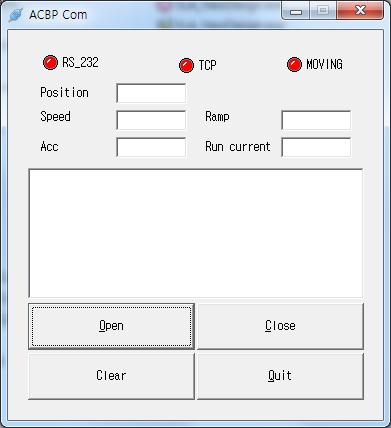 ACBP Com
RS_232 TCP MOVING
Position
Speed Ramp
Acc Run current
Open Close
Clear Quit